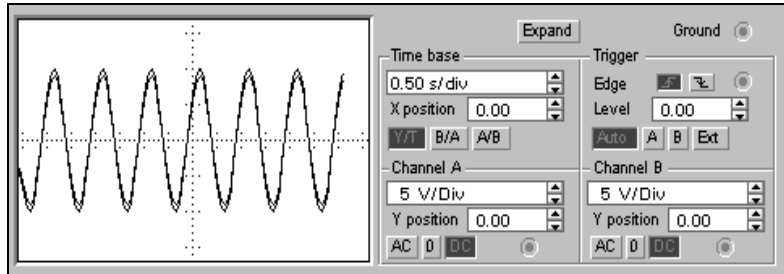 Expand Ground
Time base
0.50 s/div
X position 0.00
Y/T B/A A/B
Trigger
Edge
Level 0.00
Auto A B Ext
Channel A
5 V/Div
Y position 0.00
AC 0 DC
Channel B
5 V/Div
Y position 0.00
AC 0 DC